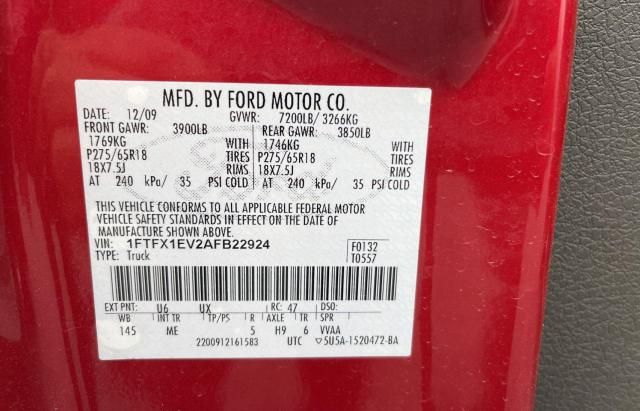 MFD. BY FORD MOTOR CO.
DATE: 12/09 GVWR: 7200LB/ 3266KG
FRONT GAWR: 3900LB REAR GAWR: 3850LB
1769KG WITH 1746KG WITH
P275/65R18 TIRES P275/65R18 TIRES
18X7.5J RIMS 18X7.5J RIMS
AT 240 kPa/ 35 PSI COLD AT 240 kPa/ 35 PSI COLD
THIS VEHICLE CONFORMS TO ALL APPLICABLE FEDERAL MOTOR
VEHICLE SAFETY STANDARDS IN EFFECT ON THE DATE OF
MANUFACTURE SHOWN ABOVE.
VIN: 1FTFX1EV2AFB22924 F0132
TYPE: Truck T0557
EXT PNT: U6 UX RC: 47 DSO:
WB INT TR TP/PS R AXLE TR SPR
145 ME 5 H9 6 VVAA
2200912161583 UTC ▽5U5A-1520472-BA